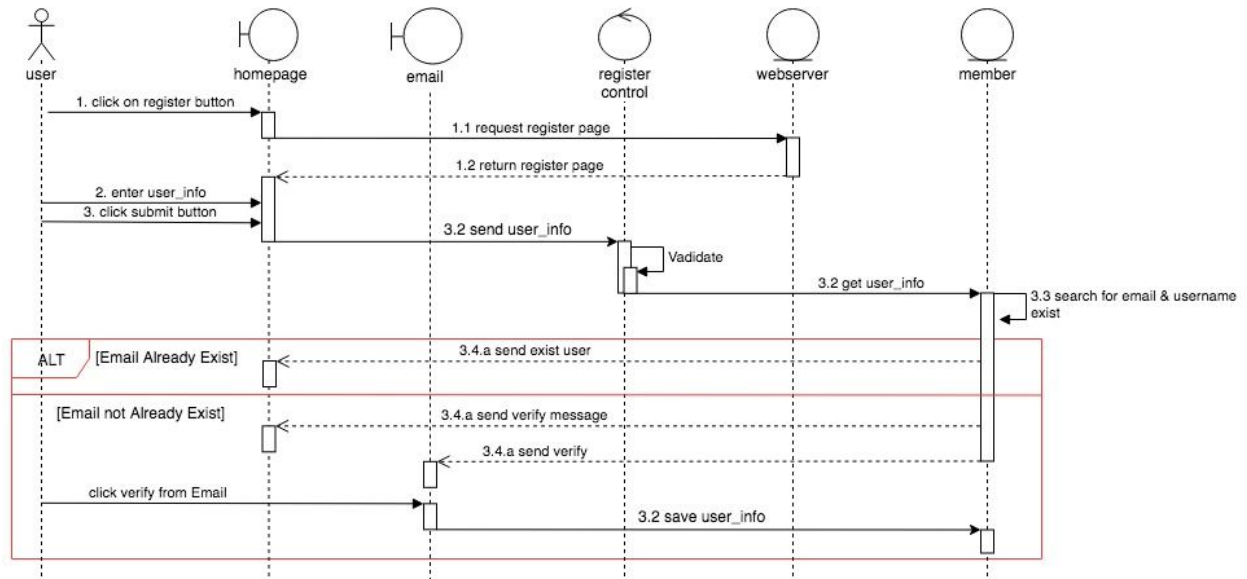 user
homepage
email
register
control
webserver
member
1. click on register button
1.1 request register page
1.2 return register page
2. enter user_info
3. click submit button
3.2 send user_info
Vadidate
3.2 get user_info
3.3 search for email & username
exist
ALT
[Email Already Exist]
3.4.a send exist user
[Email not Already Exist]
3.4.a send verify message
3.4.a send verify
click verify from Email
3.2 save user_info